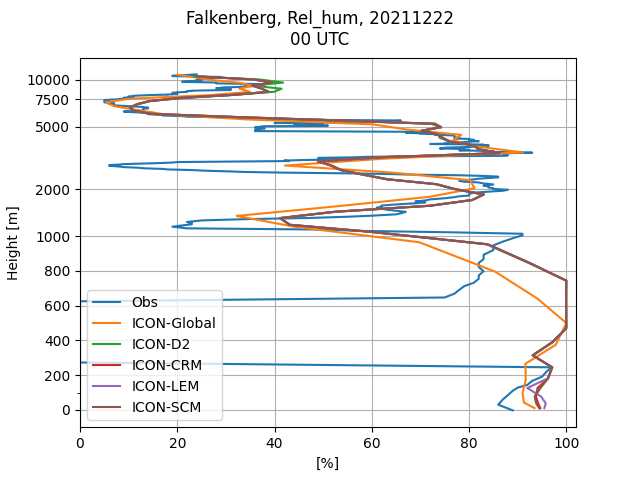 Falkenberg, Rel_hum, 20211222
00 UTC
10000
7500
5000
2000
1000
800
600
400
200
0
Height [m]
Obs
ICON-Global
ICON-D2
ICON-CRM
ICON-LEM
ICON-SCM
0 20 40 60 80 100
[%]